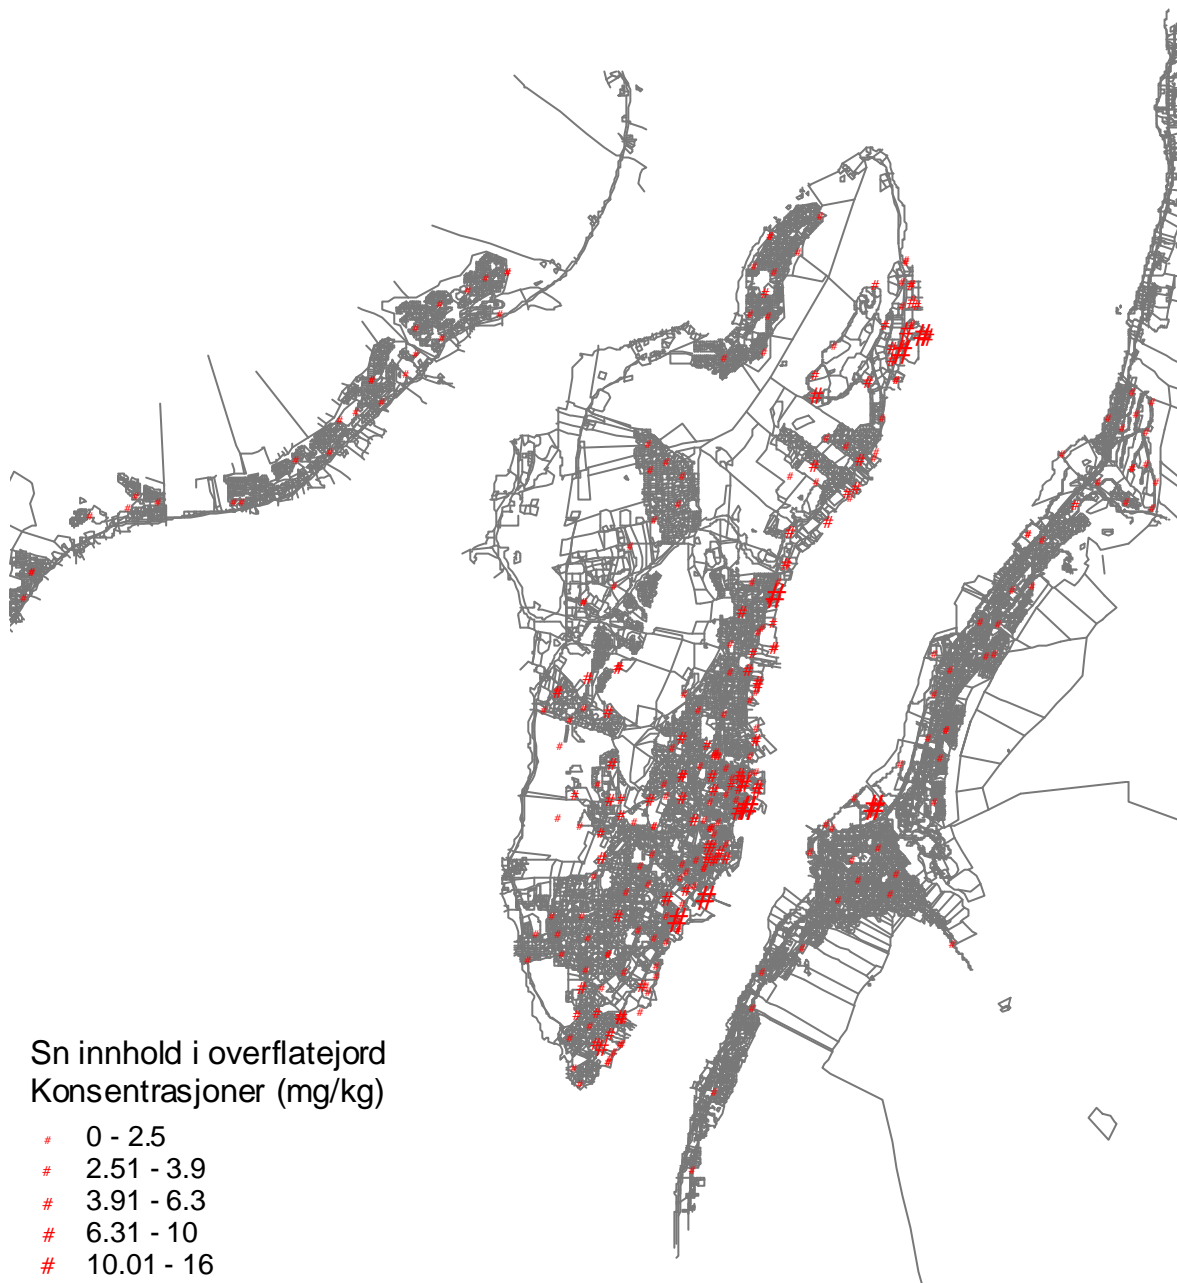 Sn innhold i overflatejord
Konsentrasjoner (mg/kg)
# 0 - 2.5
# 2.51 - 3.9
# 3.91 - 6.3
# 6.31 - 10
# 10.01 - 16